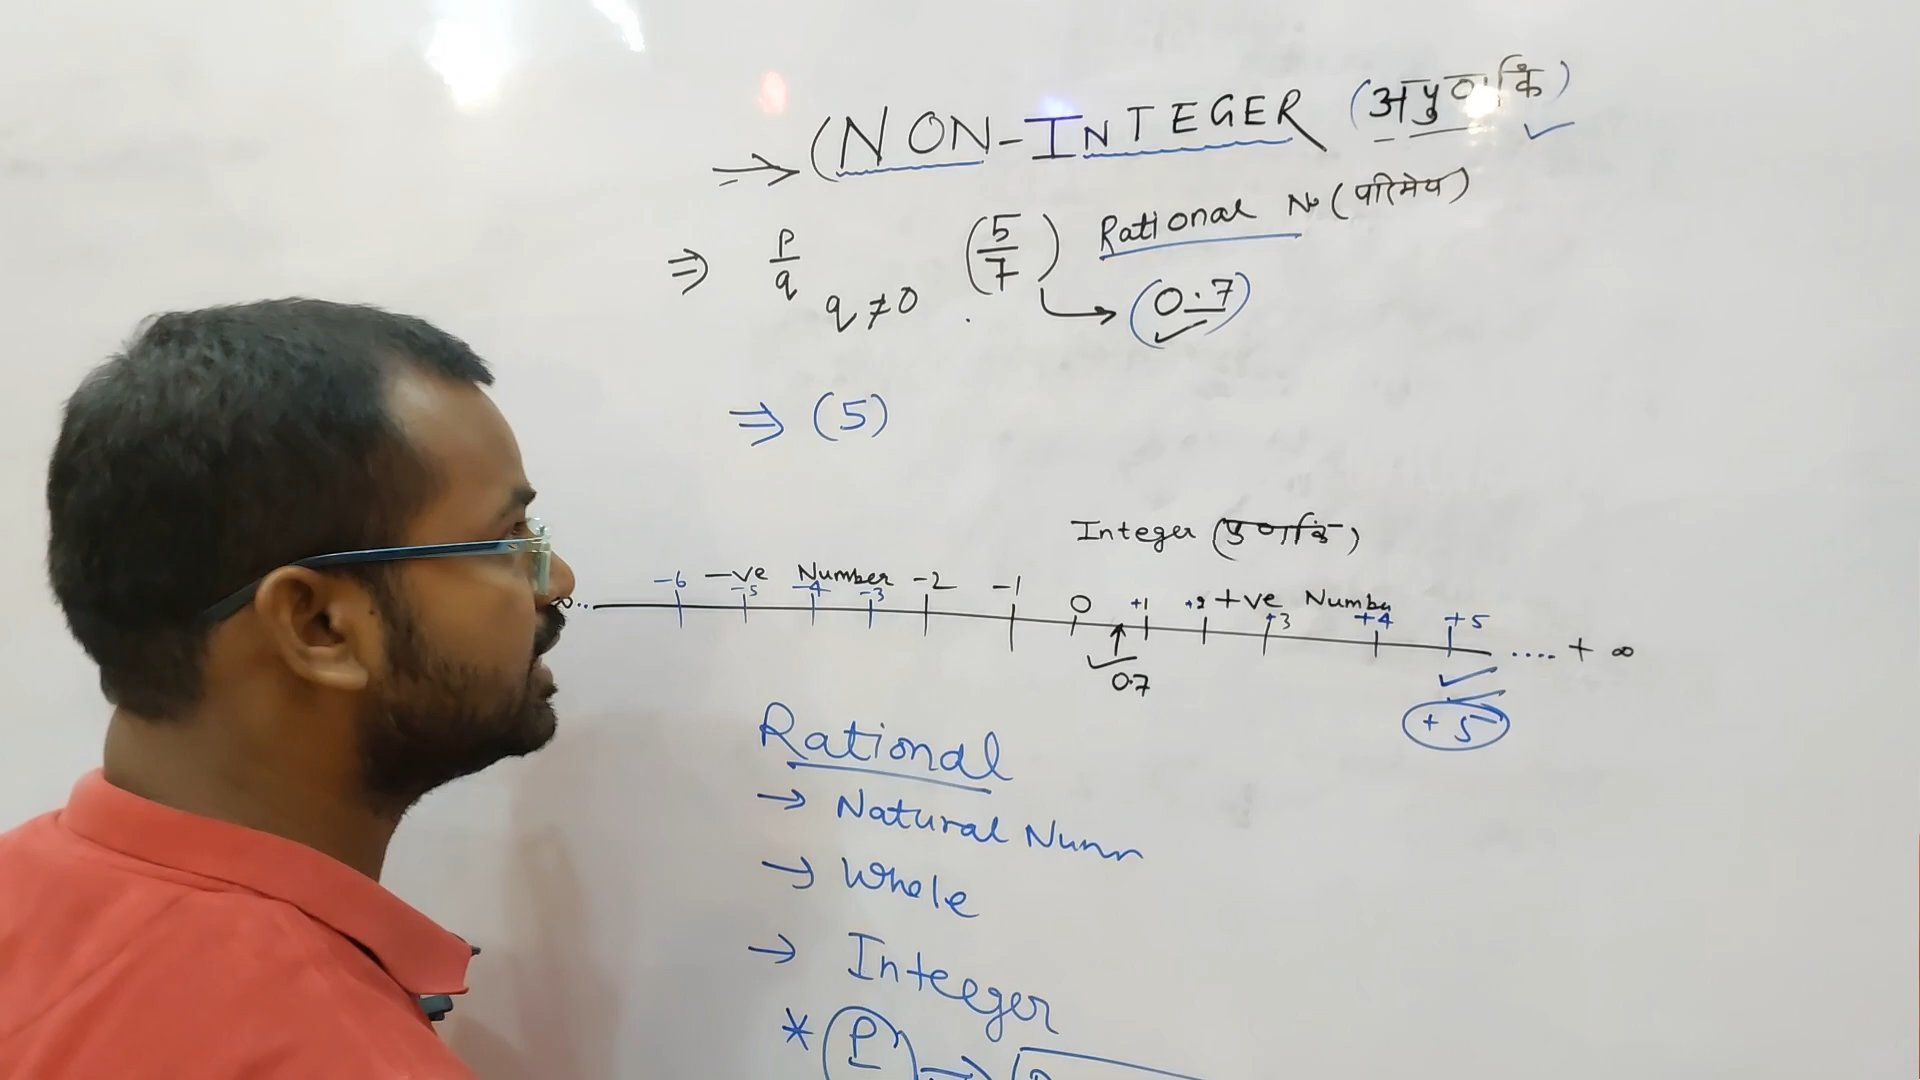 → (NON-INTEGER (अपुर्णांक)
⇒ p/q q≠0 (5/7) Rational No (परिमेय)
→ (0.7)
⇒ (5)
Integer (पुर्णांक)
-6 -5 -4 -3 -2 -1 0 +1 +2 +3 +4 +5 .... + ∞
-ve Number +ve Numbe
0.7
+5
Rational
→ Natural Num
→ Whole
→ Integer
* P →